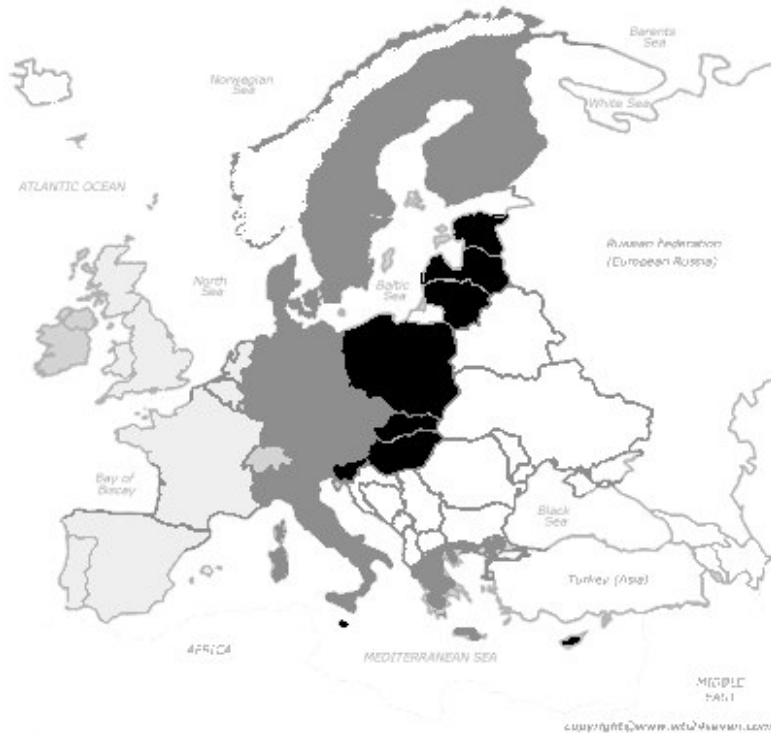 Barents
Sea
Norwegian
Sea
White Sea
ATLANTIC OCEAN
Russian Federation
(European Russia)
North
Sea
Baltic
Sea
Bay of
Biscay
Black
Sea
Turkey (Asia)
AFRICA
MEDITERRANEAN SEA
MIDDLE
EAST